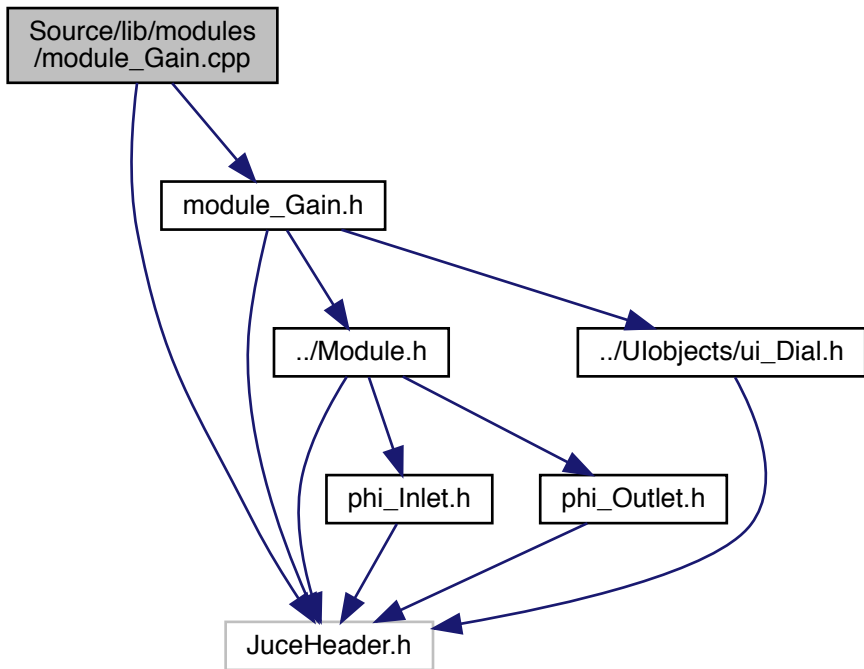 Source/lib/modules
/module_Gain.cpp
module_Gain.h
../Module.h
../UIobjects/ui_Dial.h
phi_Inlet.h
phi_Outlet.h
JuceHeader.h